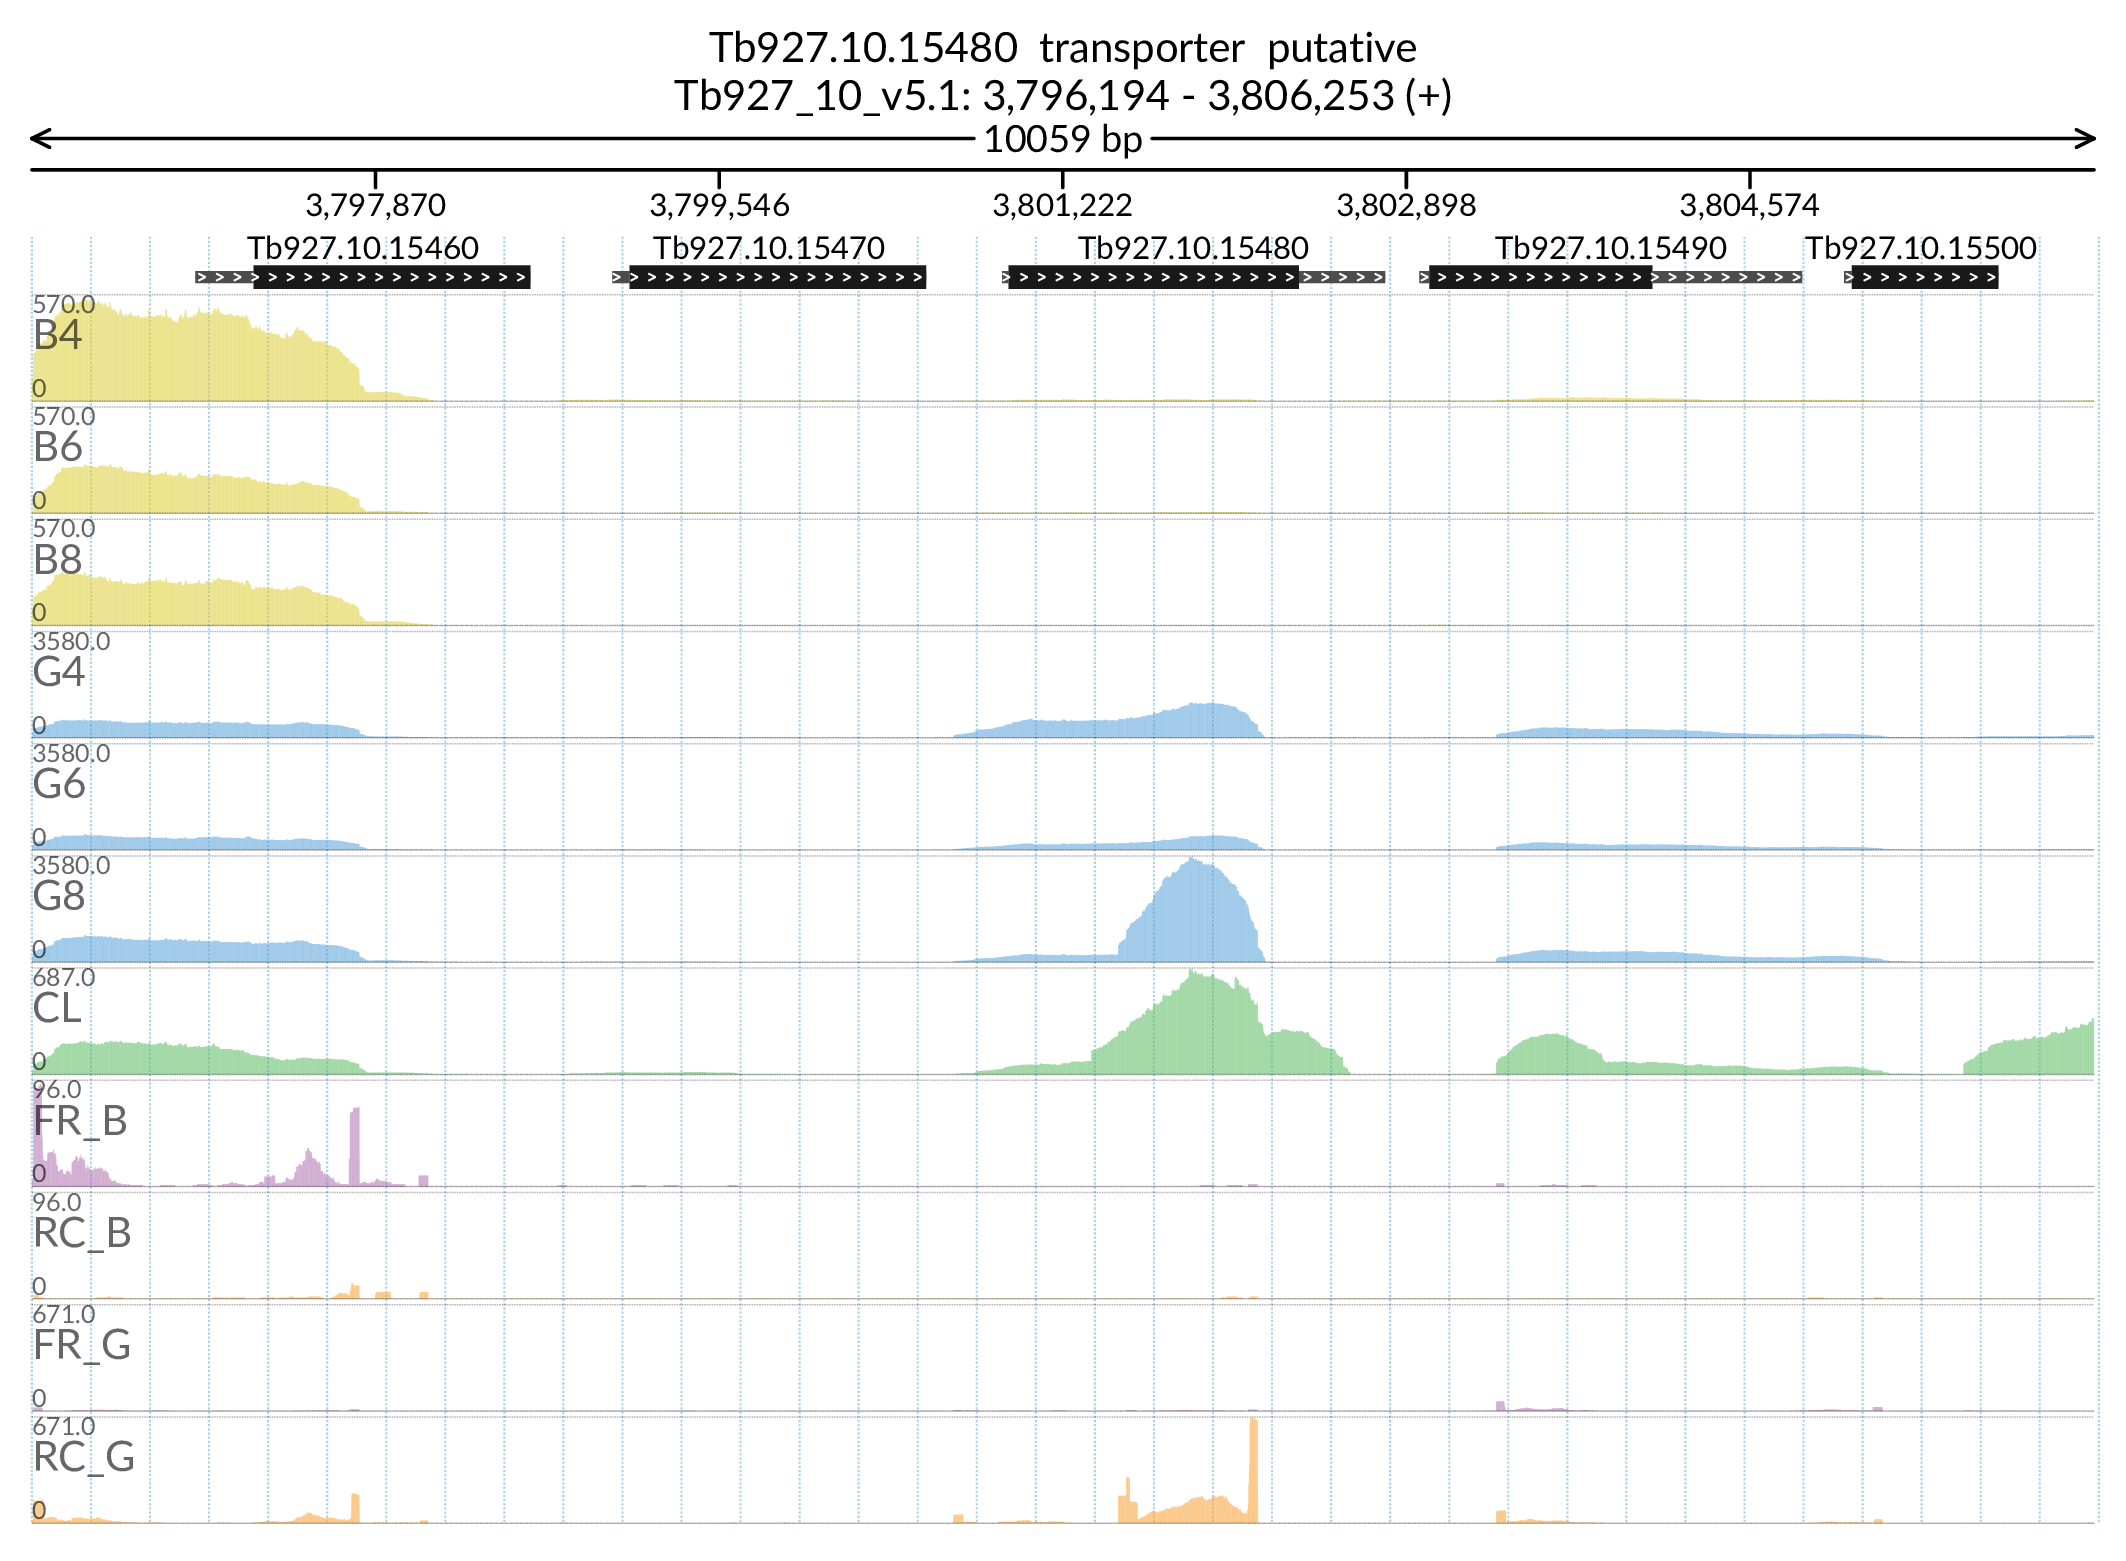 Tb927.10.15480 transporter putative
Tb927_10_v5.1: 3,796,194 - 3,806,253 (+)
10059 bp
3,797,870 3,799,546 3,801,222 3,802,898 3,804,574
Tb927.10.15460 Tb927.10.15470 Tb927.10.15480 Tb927.10.15490 Tb927.10.15500
570.0
B4
0
570.0
B6
0
570.0
B8
0
3580.0
G4
0
3580.0
G6
0
3580.0
G8
0
687.0
CL
0
96.0
FR_B
0
96.0
RC_B
0
671.0
FR_G
0
671.0
RC_G
0